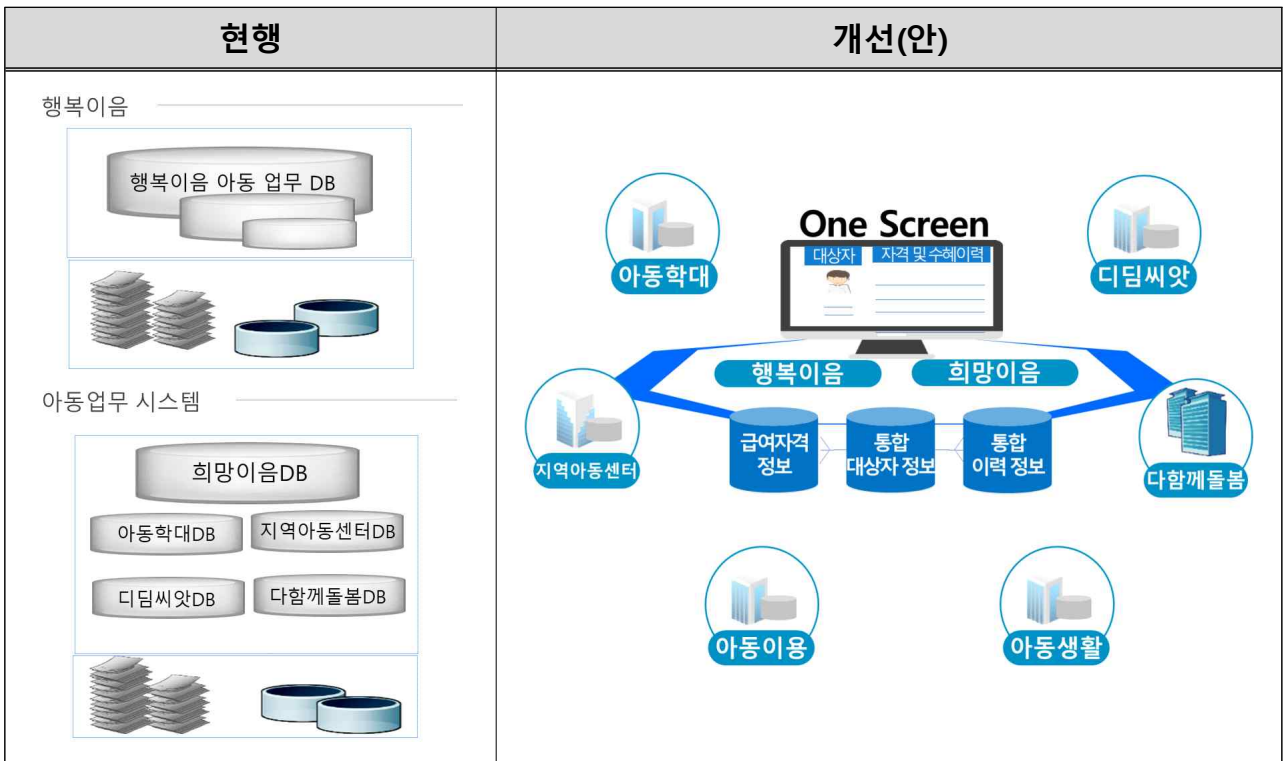 현행
개선(안)
행복이음
행복이음 아동 업무 DB
아동업무 시스템
희망이음DB
아동학대DB
지역아동센터DB
디딤씨앗DB
다함께돌봄DB
One Screen
대상자
자격 및 수혜이력
아동학대
디딤씨앗
행복이음
희망이음
지역아동센터
다함께돌봄
급여자격
정보
통합
대상자 정보
통합
이력 정보
아동이용
아동생활